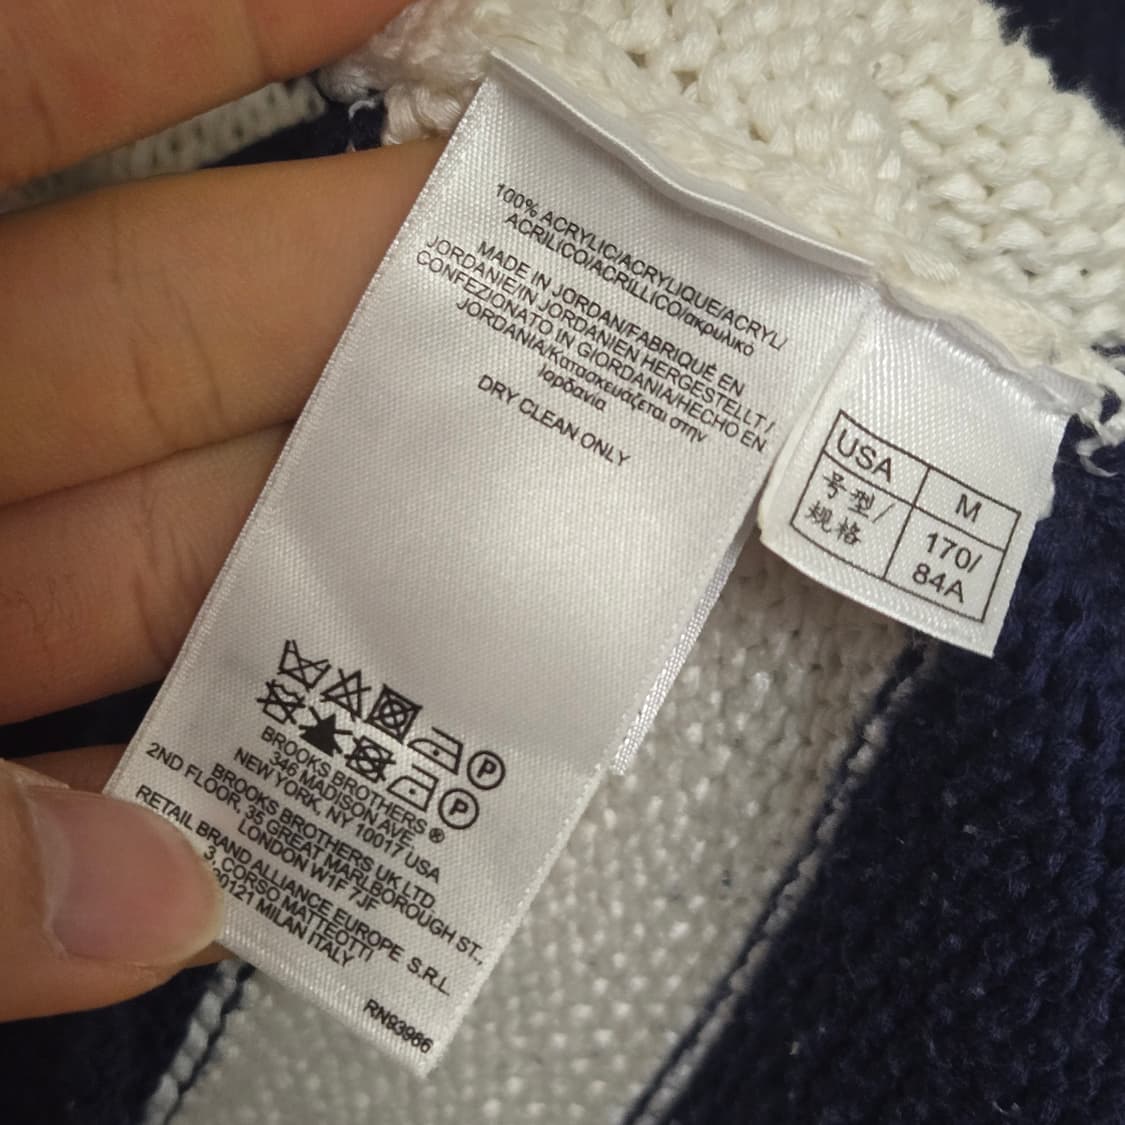 100% ACRYLIC/ACRYLIQUE/ACRYL/
ACRILICO/ACRILLICO/ακρυλικό
MADE IN JORDAN/FABRIQUÉ EN
JORDANIE/IN JORDANIEN HERGESTELLT /
CONFEZIONATO IN GIORDANIA/HECHO EN
JORDANIA/Κατασκευάζεται στην
Ιορδανία
DRY CLEAN ONLY
P
P
BROOKS BROTHERS ®
346 MADISON AVE.
NEW YORK, NY 10017 USA
BROOKS BROTHERS UK LTD.
2ND FLOOR, 35 GREAT MARLBOROUGH ST.,
LONDON W1F 7JF
RETAIL BRAND ALLIANCE EUROPE S.R.L.
3, CORSO MATTEOTTI
20121 MILAN ITALY
RN93966
USA M
号型/ 170/
规格 84A